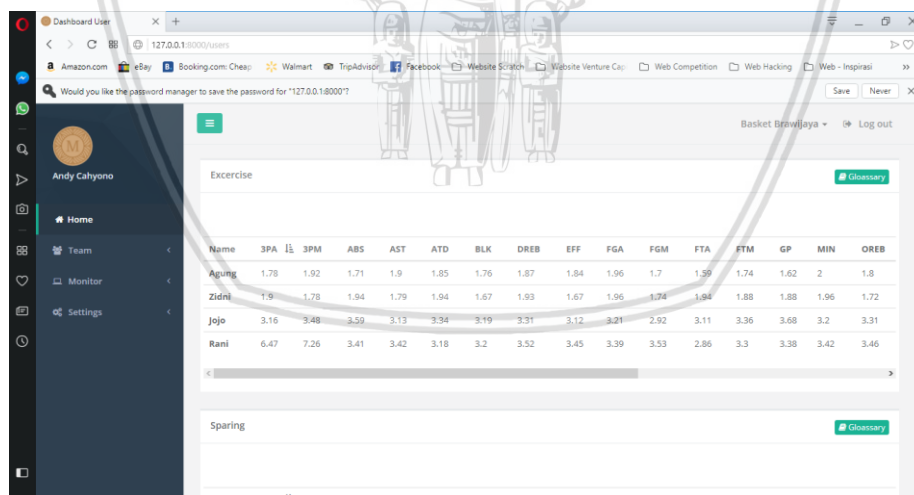 Dashboard User
127.0.0.1:8000/users
Amazon.com eBay Booking.com: Cheap Walmart TripAdvisor Facebook Website Scratch Website Venture Cap Web Competition Web Hacking Web - Inspirasi
Would you like the password manager to save the password for "127.0.0.1:8000"? Save Never
Basket Brawijaya Log out
M
Andy Cahyono
Home
Team
Monitor
Settings
Excercise Gloassary
Name 3PA 3PM ABS AST ATD BLK DREB EFF FGA FGM FTA FTM GP MIN OREB
Agung 1.78 1.92 1.71 1.9 1.85 1.76 1.87 1.84 1.96 1.7 1.59 1.74 1.62 2 1.8
Zidni 1.9 1.78 1.94 1.79 1.94 1.67 1.93 1.67 1.96 1.74 1.94 1.88 1.88 1.96 1.72
Jojo 3.16 3.48 3.59 3.13 3.34 3.19 3.31 3.12 3.21 2.92 3.11 3.36 3.68 3.2 3.31
Rani 6.47 7.26 3.41 3.42 3.18 3.2 3.52 3.45 3.39 3.53 2.86 3.3 3.38 3.42 3.46
Sparing Gloassary